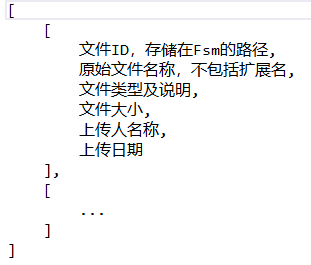 [
[
文件ID，存储在Fsm的路径,
原始文件名称，不包括扩展名,
文件类型及说明,
文件大小,
上传人名称,
上传日期
],
[
...
]
]